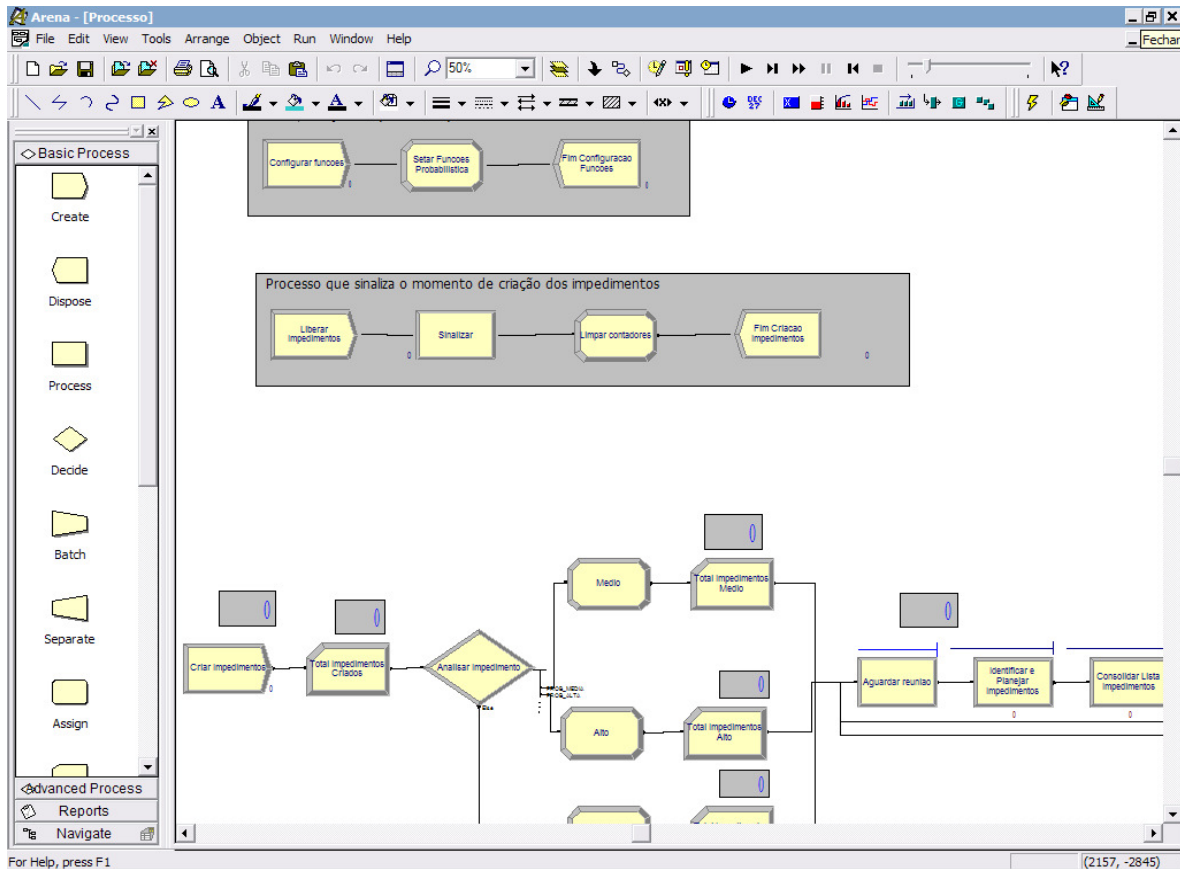 Arena - [Processo]
File Edit View Tools Arrange Object Run Window Help
Fechar
50%
Basic Process
Create
Dispose
Process
Decide
Batch
Separate
Assign
Advanced Process
Reports
Navigate
Configurar funcoes
0
Setar Funcoes
Probabilistica
Fim Configuracao
Funcoes
0
Processo que sinaliza o momento de criação dos impedimentos
Liberar
impedimentos
0
Sinalizar
Limpar contadores
Fim Criacao
Impedimentos
0
0
Criar impedimentos
0
0
Total Impedimentos
Criados
Analisar Impedimento
Else
Medio
0
Total Impedimentos
Medio
Alto
0
Total Impedimentos
Alto
0
0
Aguardar reuniao
Identificar e
Planejar
Impedimentos
0
Consolidar Lista
Impedimentos
0
For Help, press F1
(2157, -2845)